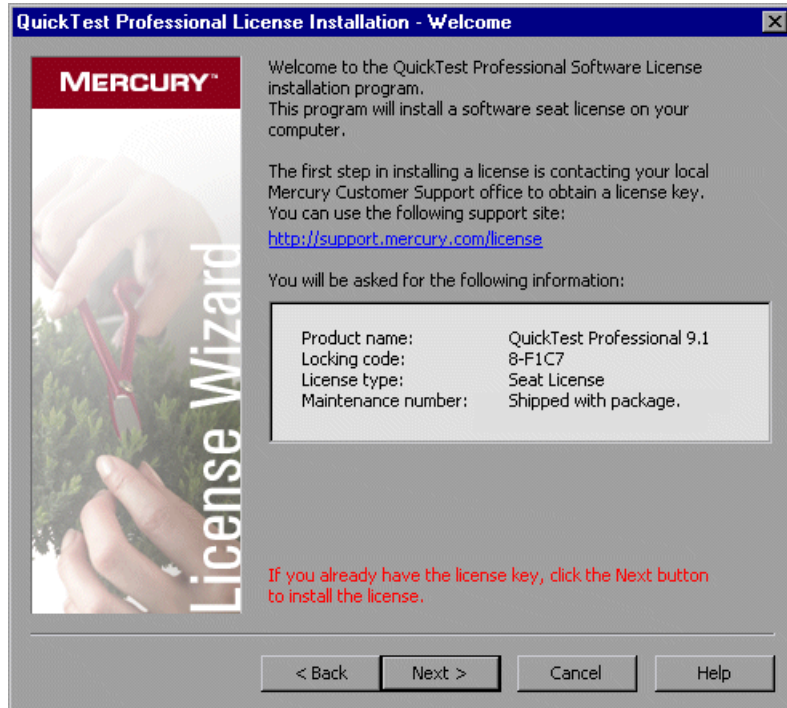 QuickTest Professional License Installation - Welcome
MERCURY™
License Wizard
Welcome to the QuickTest Professional Software License
installation program.
This program will install a software seat license on your
computer.
The first step in installing a license is contacting your local
Mercury Customer Support office to obtain a license key.
You can use the following support site:
http://support.mercury.com/license
You will be asked for the following information:
Product name: QuickTest Professional 9.1
Locking code: 8-F1C7
License type: Seat License
Maintenance number: Shipped with package.
If you already have the license key, click the Next button
to install the license.
< Back Next > Cancel Help